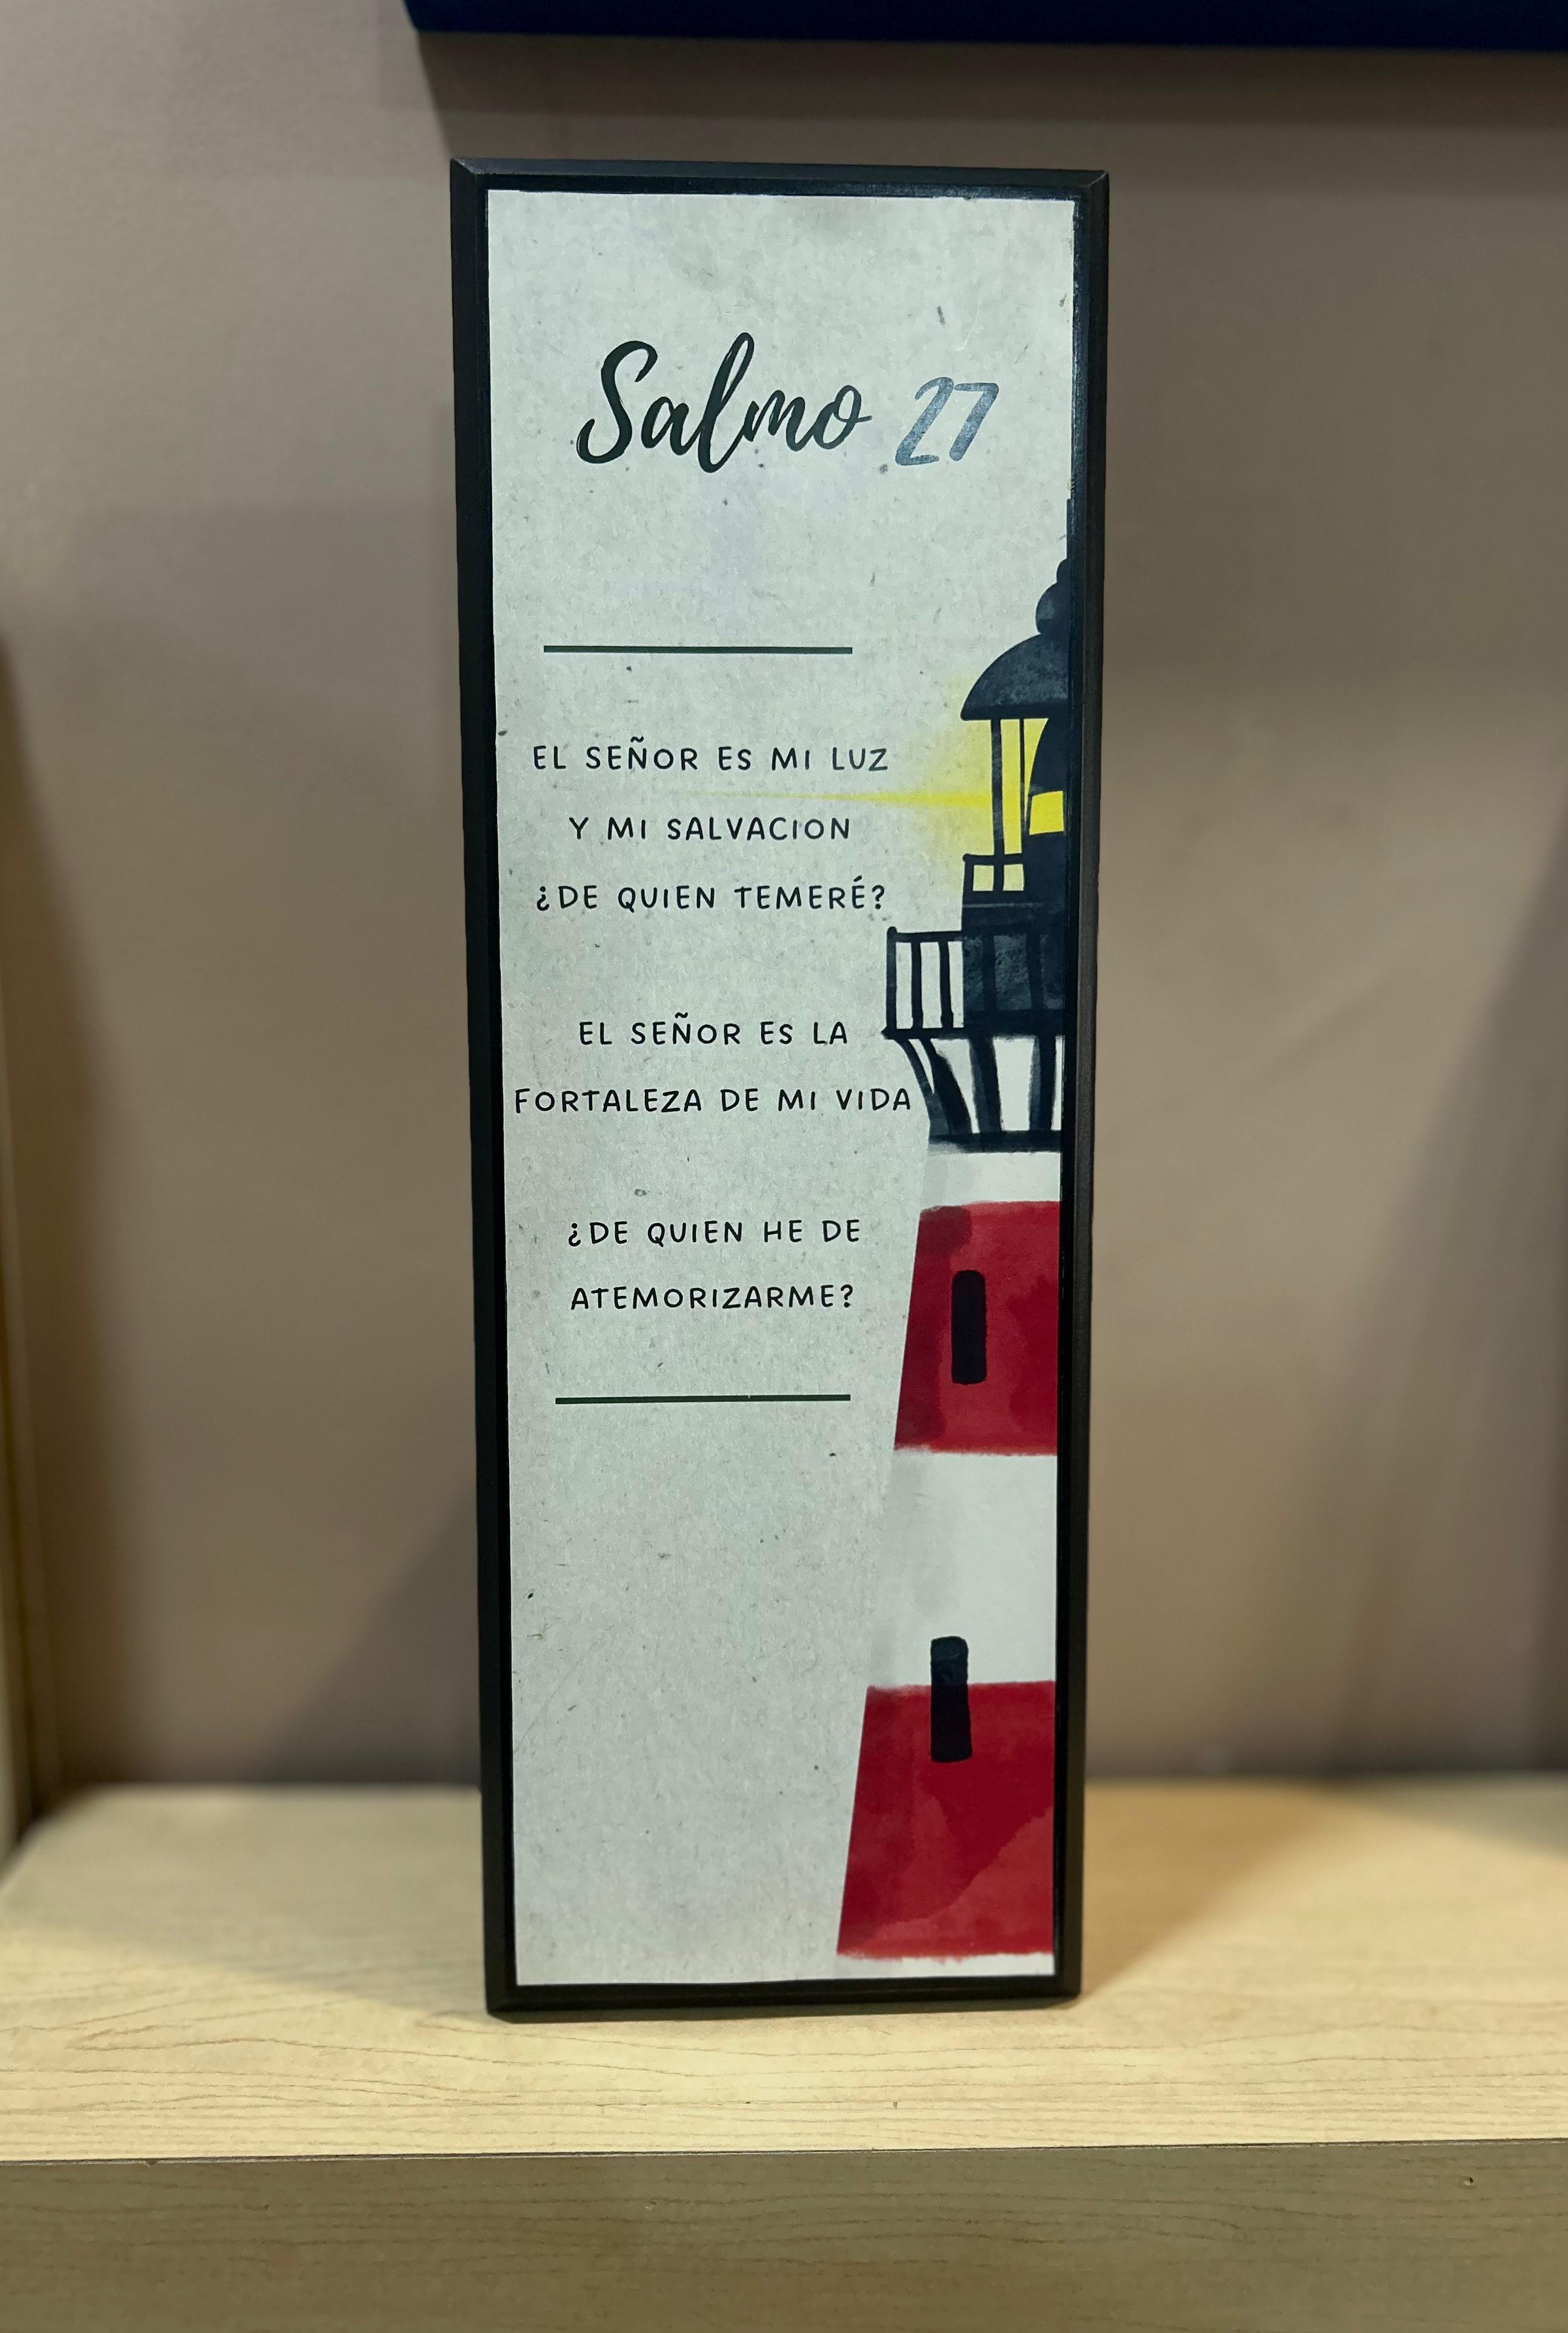 Salmo 27
EL SEÑOR ES MI LUZ
Y MI SALVACION
¿DE QUIEN TEMERÉ?
EL SEÑOR ES LA
FORTALEZA DE MI VIDA
¿DE QUIEN HE DE
ATEMORIZARME?